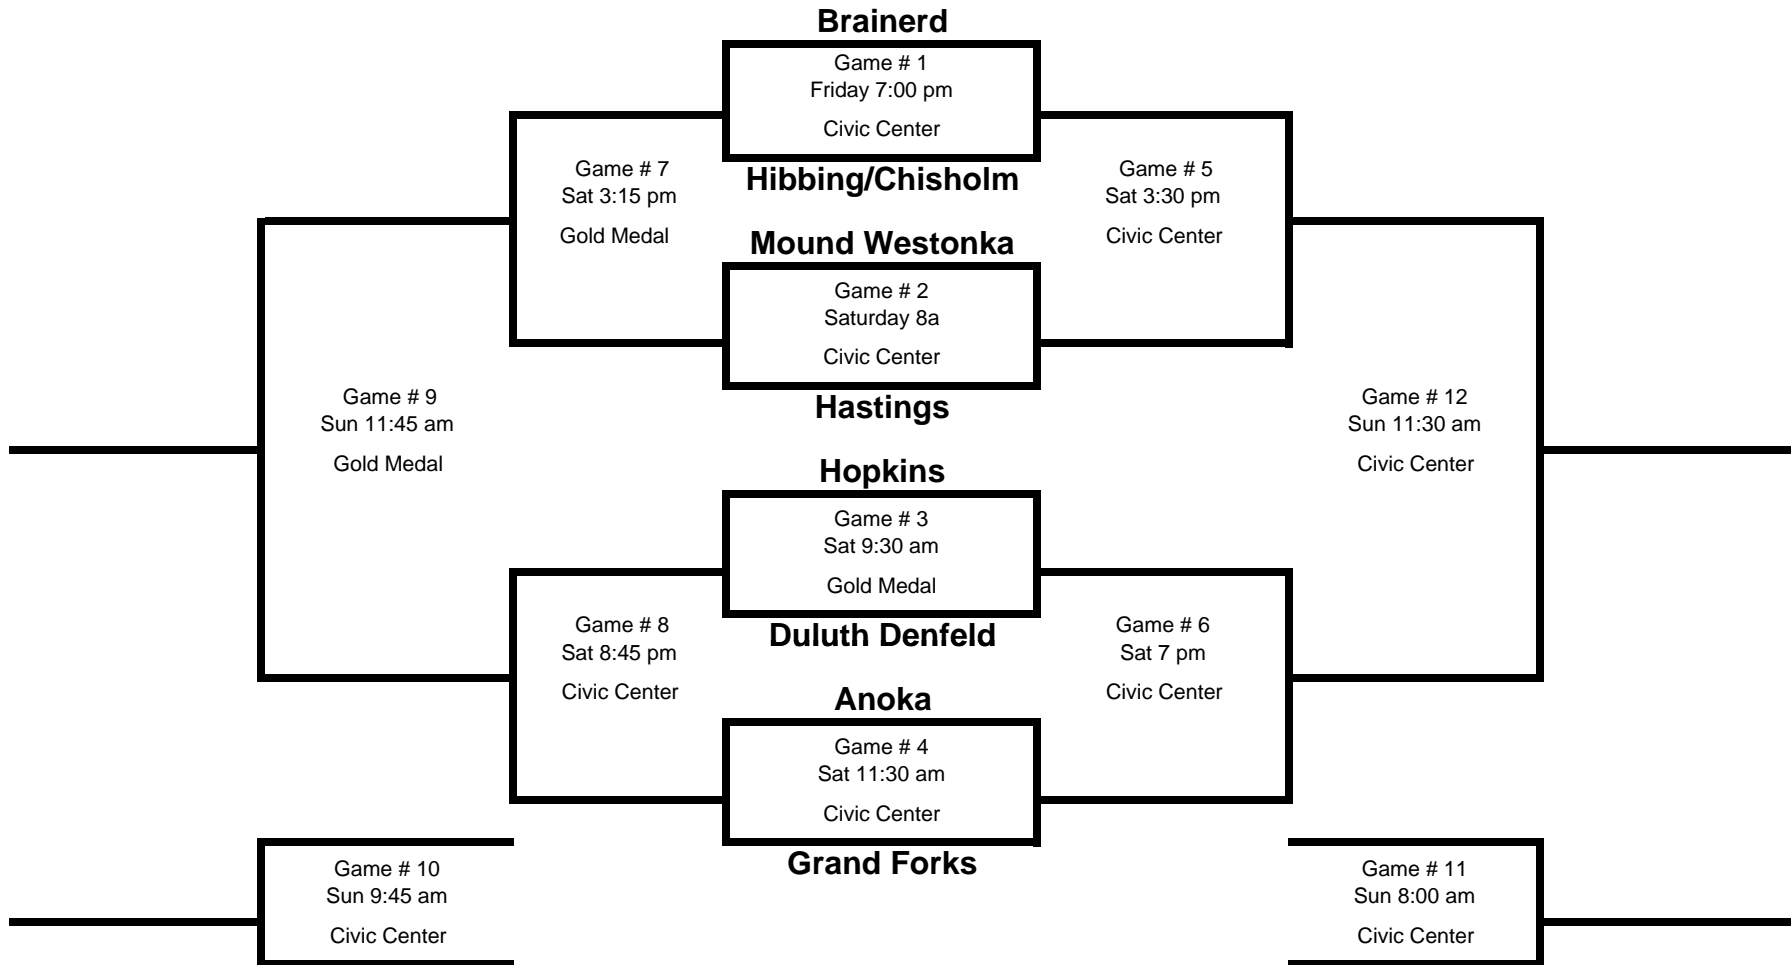 Brainerd
Game # 1
Friday 7:00 pm
Civic Center
Hibbing/Chisholm
Game # 7
Sat 3:15 pm
Gold Medal
Game # 5
Sat 3:30 pm
Civic Center
Mound Westonka
Game # 2
Saturday 8a
Civic Center
Hastings
Game # 9
Sun 11:45 am
Gold Medal
Game # 12
Sun 11:30 am
Civic Center
Hopkins
Game # 3
Sat 9:30 am
Gold Medal
Duluth Denfeld
Game # 8
Sat 8:45 pm
Civic Center
Game # 6
Sat 7 pm
Civic Center
Anoka
Game # 4
Sat 11:30 am
Civic Center
Grand Forks
Game # 10
Sun 9:45 am
Civic Center
Game # 11
Sun 8:00 am
Civic Center